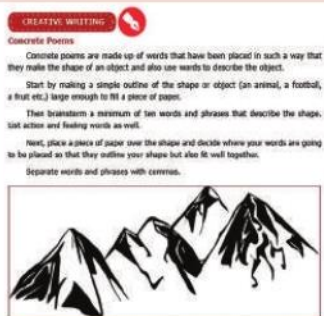 CREATIVE WRITING
Concrete Poems
Concrete poems are made up of words that have been placed in such a way that
they make the shape of an object and also use words to describe the object.
Start by making a simple outline of the shape or object (an animal, a football,
a fruit etc.) large enough to fill a piece of paper.
Then brainstorm a minimum of ten words and phrases that describe the shape.
List action and feeling words as well.
Next, place a piece of paper over the shape and decide where your words are going
to be placed so that they outline your shape but also fit well together.
Separate words and phrases with commas.